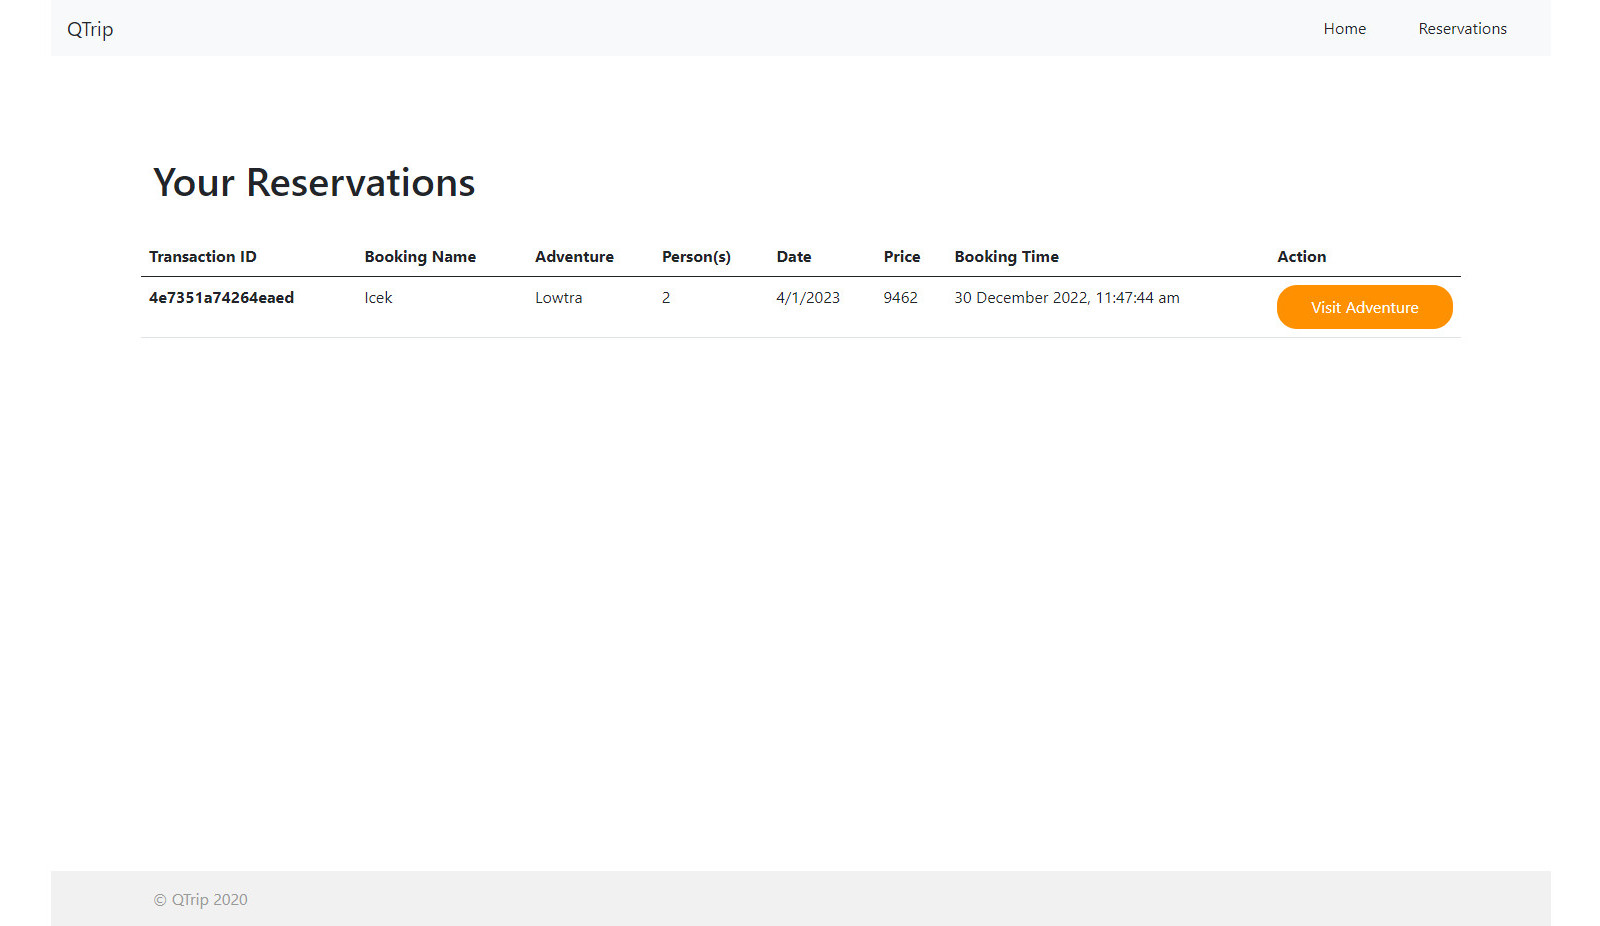 QTrip Home Reservations
Your Reservations
Transaction ID Booking Name Adventure Person(s) Date Price Booking Time Action
4e7351a74264eaed Icek Lowtra 2 4/1/2023 9462 30 December 2022, 11:47:44 am Visit Adventure
© QTrip 2020